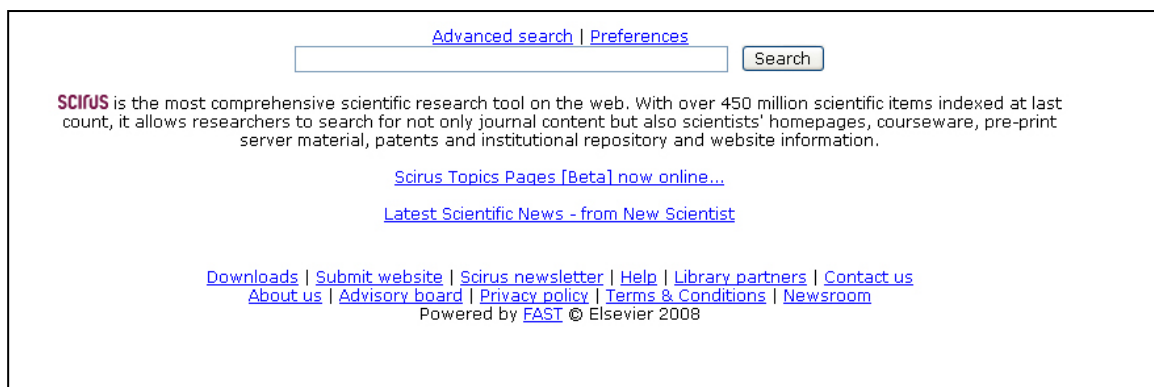 Advanced search | Preferences
Search
SCIRUS is the most comprehensive scientific research tool on the web. With over 450 million scientific items indexed at last
count, it allows researchers to search for not only journal content but also scientists' homepages, courseware, pre-print
server material, patents and institutional repository and website information.
Scirus Topics Pages [Beta] now online...
Latest Scientific News - from New Scientist
Downloads | Submit website | Scirus newsletter | Help | Library partners | Contact us
About us | Advisory board | Privacy policy | Terms & Conditions | Newsroom
Powered by FAST © Elsevier 2008